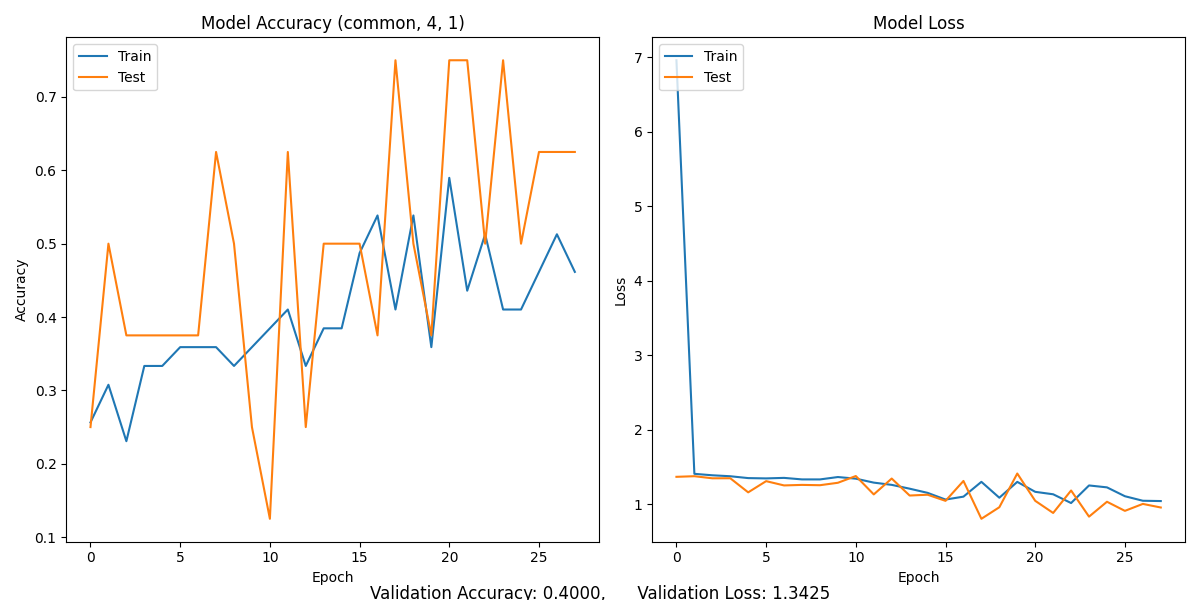 Model Accuracy (common, 4, 1)
Train
Test
0.7
0.6
0.5
0.4
0.3
0.2
0.1
Accuracy
0 5 10 15 20 25
Epoch
Model Loss
Train
Test
7
6
5
4
3
2
1
Loss
0 5 10 15 20 25
Epoch
Validation Accuracy: 0.4000, Validation Loss: 1.3425